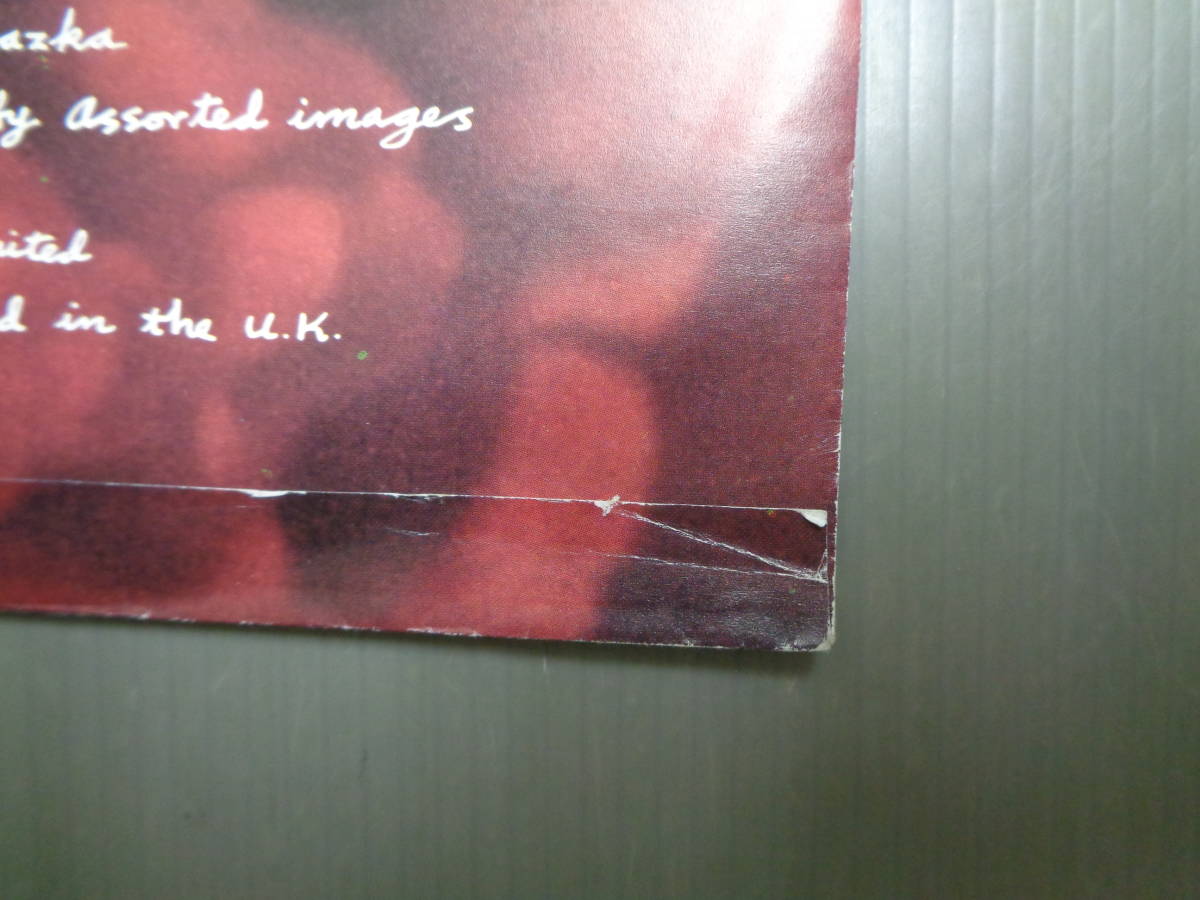 azka
by assorted images
ited
d in the U.K.